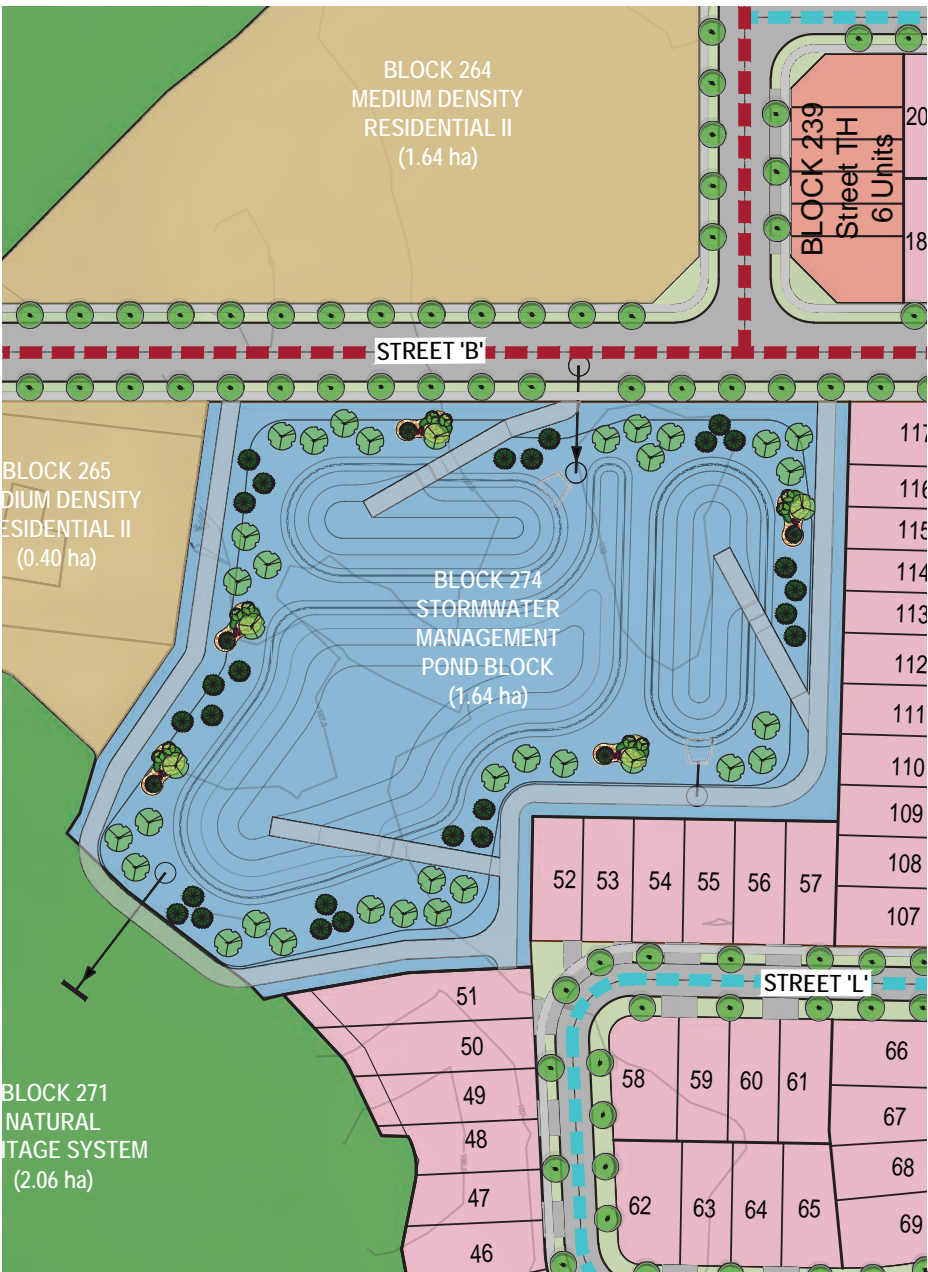 BLOCK 264
MEDIUM DENSITY
RESIDENTIAL II
(1.64 ha)
BLOCK 239
Street TH
6 Units
20
18
STREET 'B'
BLOCK 265
DIUM DENSITY
ESIDENTIAL II
(0.40 ha)
BLOCK 274
STORMWATER
MANAGEMENT
POND BLOCK
(1.64 ha)
117
116
115
114
113
112
111
110
109
108
107
52 53 54 55 56 57
STREET 'L'
51
50
49
48
47
46
58 59 60 61
62 63 64 65
66
67
68
69
BLOCK 271
NATURAL
ITAGE SYSTEM
(2.06 ha)